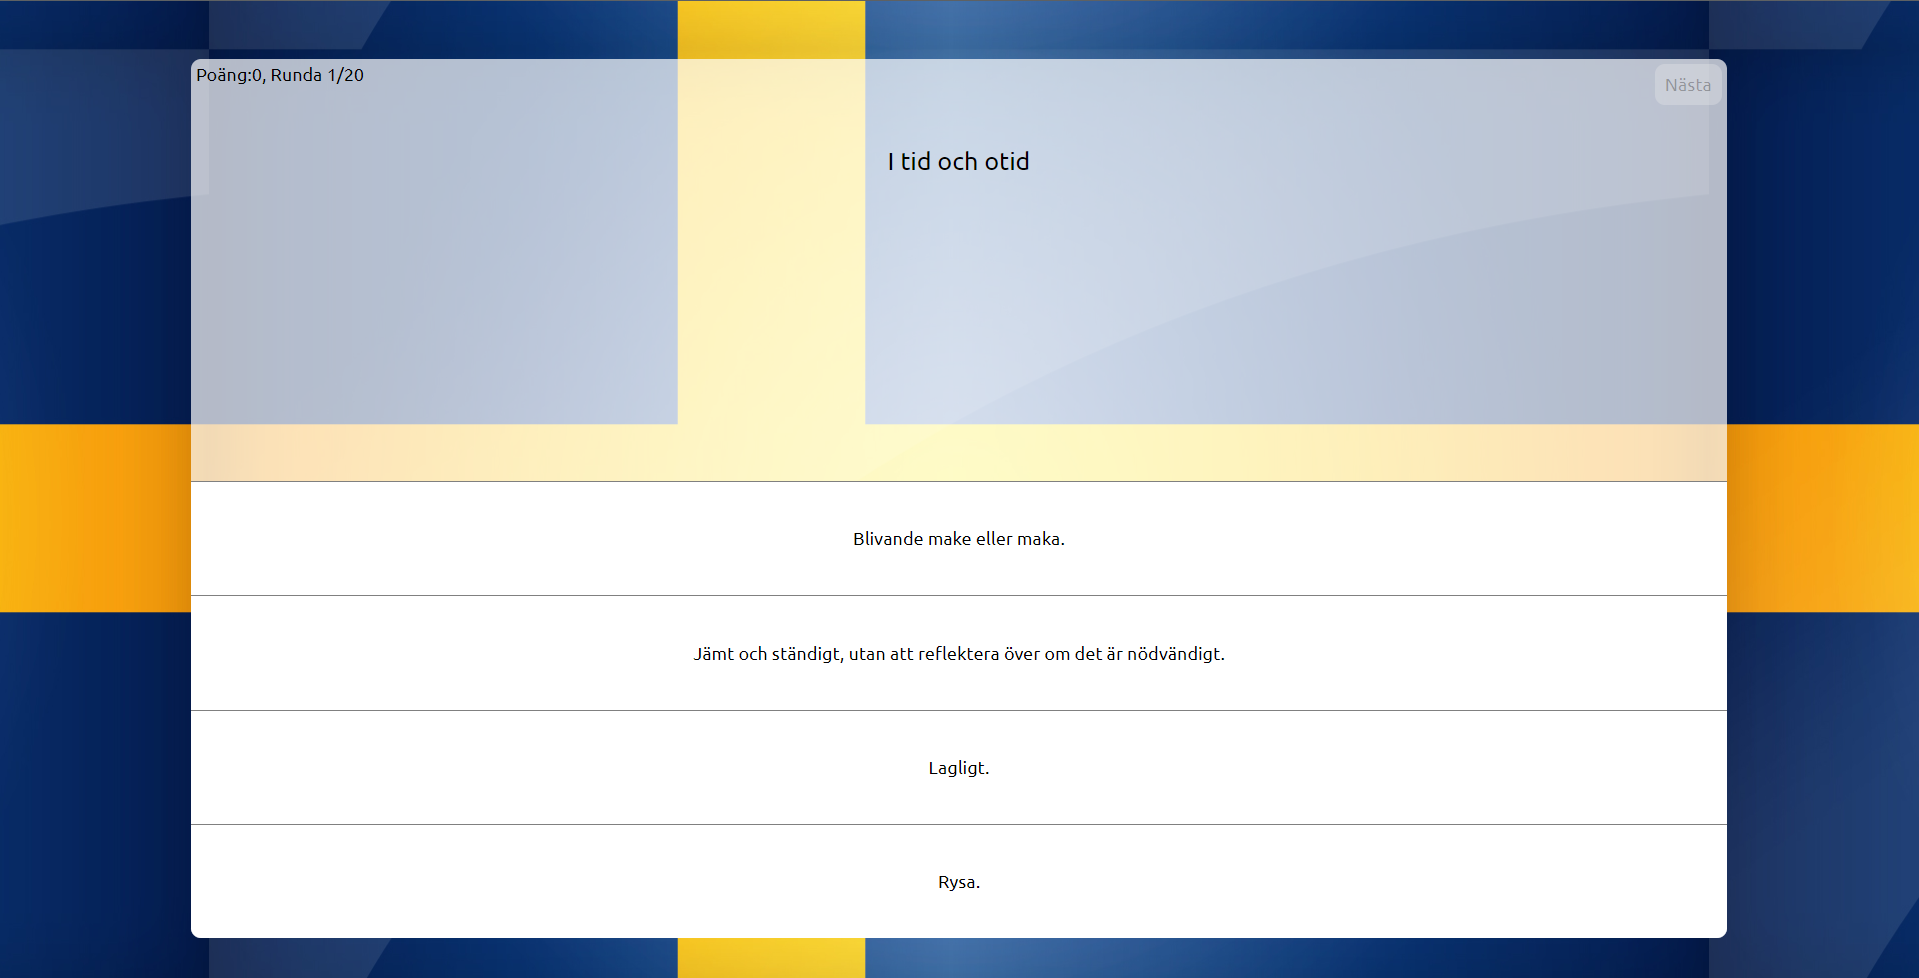 Poäng:0, Runda 1/20
Nästa
I tid och otid
Blivande make eller maka.
Jämt och ständigt, utan att reflektera över om det är nödvändigt.
Lagligt.
Rysa.